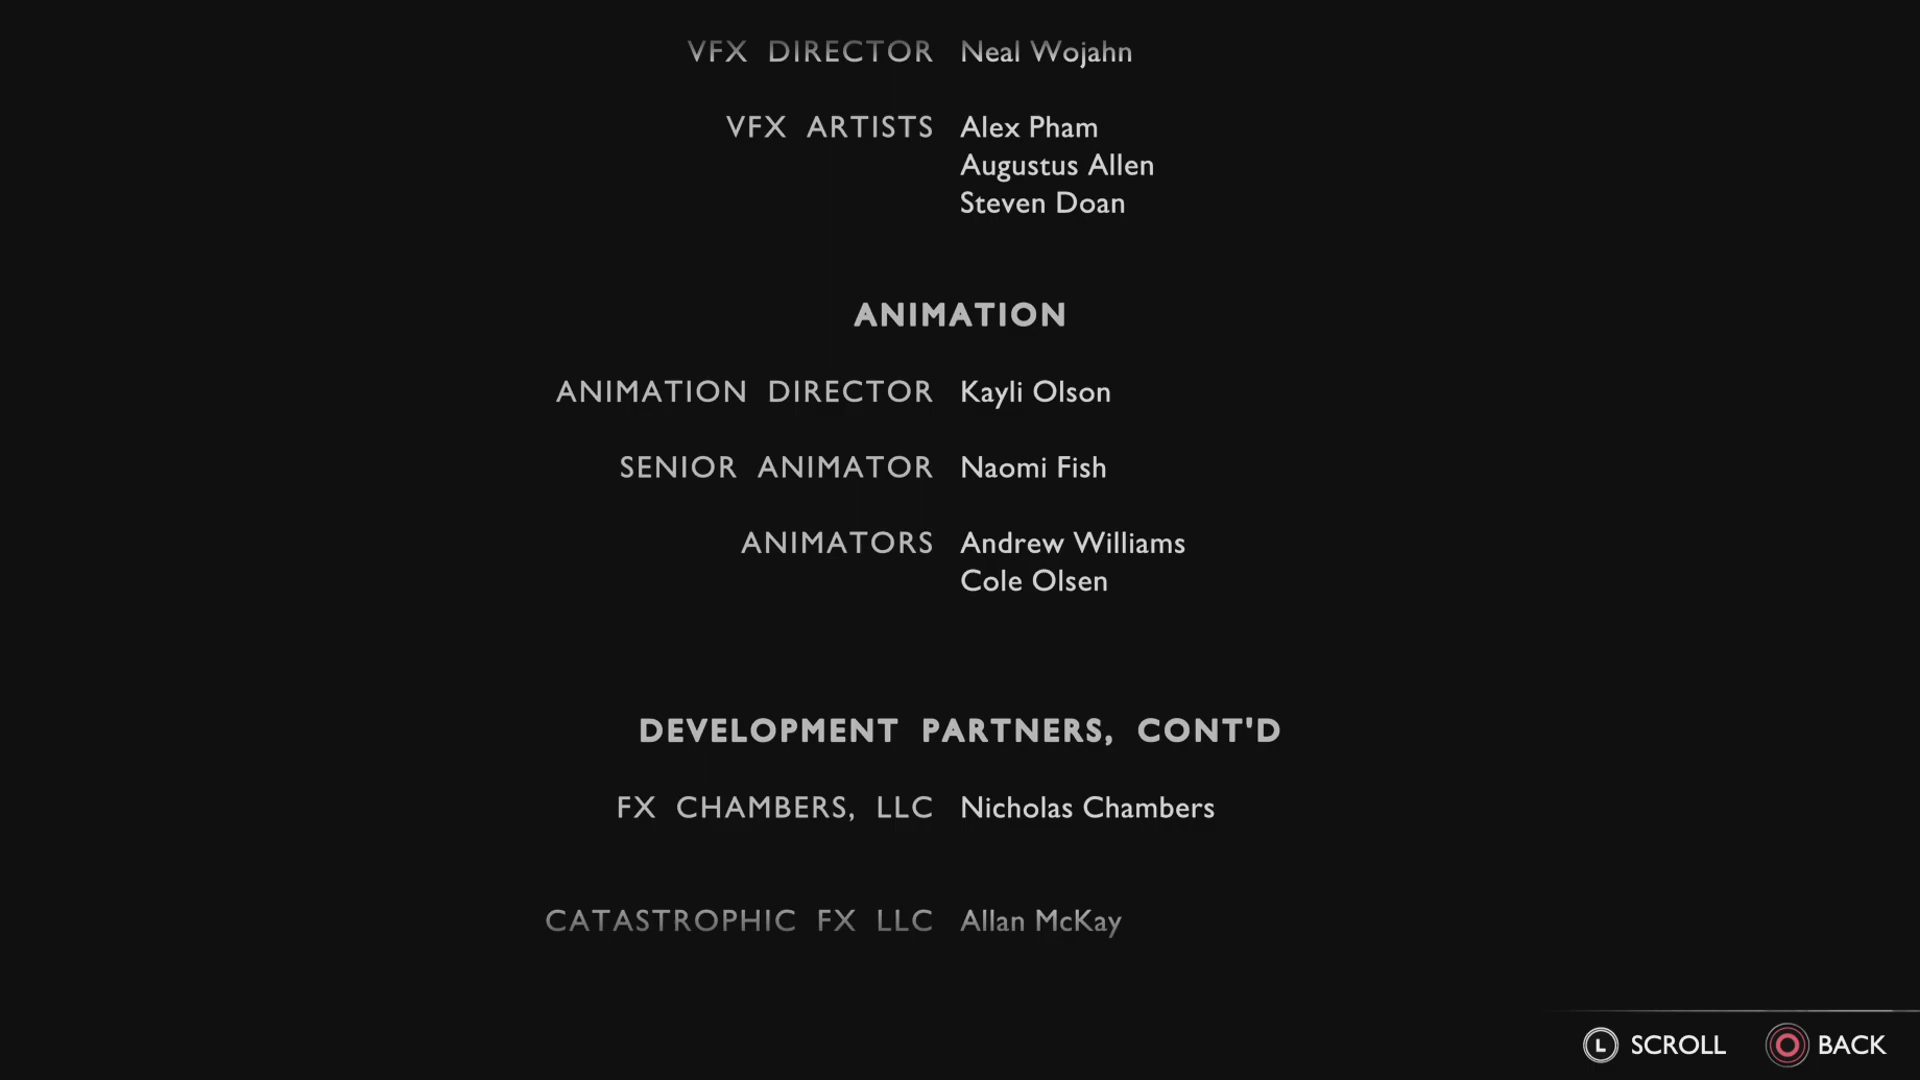 VFX DIRECTOR Neal Wojahn
VFX ARTISTS Alex Pham
Augustus Allen
Steven Doan
ANIMATION
ANIMATION DIRECTOR Kayli Olson
SENIOR ANIMATOR Naomi Fish
ANIMATORS Andrew Williams
Cole Olsen
DEVELOPMENT PARTNERS, CONT'D
FX CHAMBERS, LLC Nicholas Chambers
CATASTROPHIC FX LLC Allan McKay
L SCROLL BACK